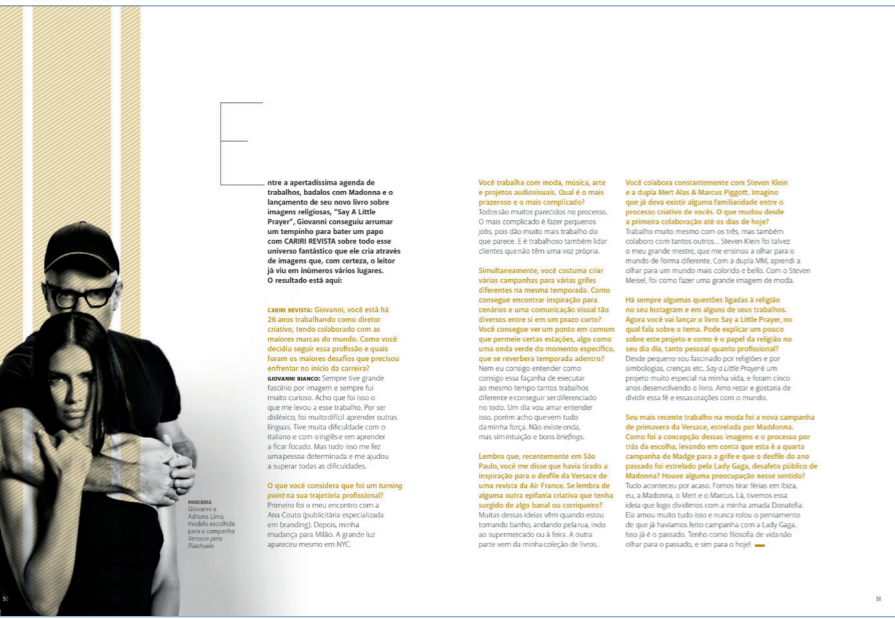 E
ntre a apertadíssima agenda de
trabalhos, badalos com Madonna e o
lançamento de seu novo livro sobre
imagens religiosas, "Say A Little
Prayer", Giovanni conseguiu arrumar
um tempinho para bater um papo
com CARIRI REVISTA sobre todo esse
universo fantástico que ele cria através
de imagens que, com certeza, o leitor
já viu em inúmeros vários lugares.
O resultado está aqui:
CARIRI REVISTA: Giovanni, você está há
26 anos trabalhando como diretor
criativo, tendo colaborado com as
maiores marcas do mundo. Como você
decidiu seguir essa profissão e quais
foram os maiores desafios que precisou
enfrentar no início da carreira?
GIOVANNI BIANCO: Sempre tive grande
fascínio por imagem e sempre fui
muito curioso. Acho que foi isso o
que me levou a esse trabalho. Por ser
disléxico, foi muito difícil aprender outras
línguas. Tive muita dificuldade com o
italiano e com o inglês e em aprender
a ficar focado. Mas tudo isso me fez
uma pessoa determinada e me ajudou
a superar todas as dificuldades.
O que você considera que foi um turning
point na sua trajetória profissional?
Primeiro foi o meu encontro com a
Ana Couto (publicitária especializada
em branding). Depois, minha
mudança para Milão. A grande luz
apareceu mesmo em NYC.
PARCERIA
Giovanni e
Adriana Lima,
modelo escolhida
para a campanha
Versace para
Riachuelo
50
Você trabalha com moda, música, arte
e projetos audiovisuais. Qual é o mais
prazeroso e o mais complicado?
Todos são muitos parecidos no processo.
O mais complicado é fazer pequenos
jobs, pois dão muito mais trabalho do
que parece. E é trabalhoso também lidar
clientes que não têm uma voz própria.
Simultaneamente, você costuma criar
várias campanhas para várias grifes
diferentes na mesma temporada. Como
consegue encontrar inspiração para
cenários e uma comunicação visual tão
diversos entre si em um prazo curto?
Você consegue ver um ponto em comum
que permeie certas estações, algo como
uma onda verde do momento específico,
que se reverbera temporada adentro?
Nem eu consigo entender como
consigo essa façanha de executar
ao mesmo tempo tantos trabalhos
diferente e conseguir ser diferenciado
no todo. Um dia vou amar entender
isso, porém acho que vem tudo
da minha força. Não existe onda,
mas sim intuição e bons briefings.
Lembro que, recentemente em São
Paulo, você me disse que havia tirado a
inspiração para o desfile da Versace de
uma revista da Air France. Se lembra de
alguma outra epifania criativa que tenha
surgido de algo banal ou corriqueiro?
Muitas dessas ideias vêm quando estou
tomando banho, andando pela rua, indo
ao supermercado ou à feira. A outra
parte vem da minha coleção de livros.
Você colabora constantemente com Steven Klein
e a dupla Mert Alas & Marcus Piggott. Imagino
que já deva existir alguma familiaridade entre o
processo criativo de vocês. O que mudou desde
a primeira colaboração até os dias de hoje?
Trabalho muito mesmo com os três, mas também
colaboro com tantos outros... Steven Klein foi talvez
o meu grande mestre, que me ensinou a olhar para o
mundo de forma diferente. Com a dupla MM, aprendi a
olhar para um mundo mais colorido e belo. Com o Steven
Meisel, foi como fazer uma grande imagem de moda.
Há sempre algumas questões ligadas à religião
no seu Instagram e em alguns de seus trabalhos.
Agora você vai lançar o livro Say a Little Prayer, no
qual fala sobre o tema. Pode explicar um pouco
sobre este projeto e como é o papel da religião no
seu dia dia, tanto pessoal quanto profissional?
Desde pequeno sou fascinado por religiões e por
simbologias, crenças etc. Say a Little Prayer é um
projeto muito especial na minha vida, e foram cinco
anos desenvolvendo o livro. Amo rezar e gostaria de
dividir essa fé e essas orações com o mundo.
Seu mais recente trabalho na moda foi a nova campanha
de primavera da Versace, estrelada por Maddonna.
Como foi a concepção dessas imagens e o processo por
trás da escolha, levando em conta que esta é a quarta
campanha de Madge para a grife e que o desfile do ano
passado foi estrelado pela Lady Gaga, desafeto público de
Madonna? Houve alguma preocupação nesse sentido?
Tudo aconteceu por acaso. Fomos tirar férias em Ibiza,
eu, a Madonna, o Mert e o Marcus. Lá, tivemos essa
ideia que logo dividimos com a minha amada Donatella.
Ela amou muito tudo isso e nunca rolou o pensamento
de que já havíamos feito campanha com a Lady Gaga.
Isso já é o passado. Tenho como filosofia de vida não
olhar para o passado, e sim para o hoje!
51